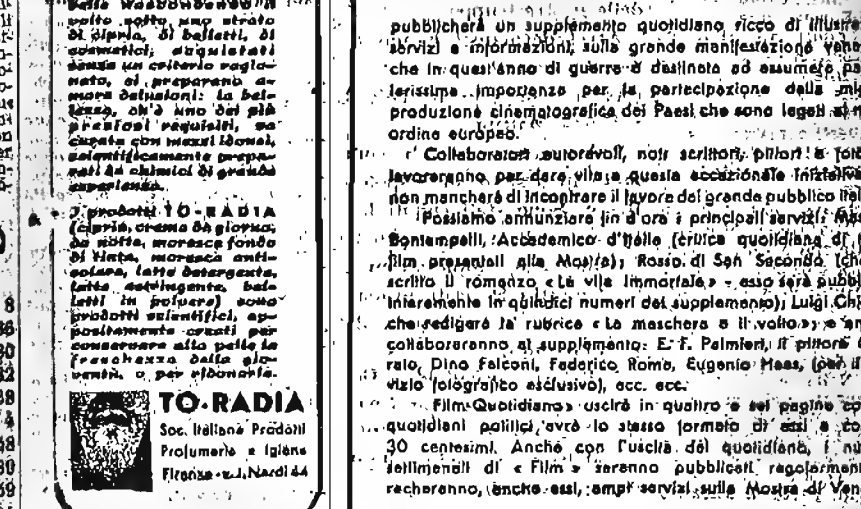 volto sotto uno strato
di cipria, di belletti, di
cosmetici, acquistati
senza un criterio ragio-
nato, si preparano a-
mare delusioni: la bel-
lezza, ch'è uno dei più
preziosi requisiti, va
curata con mezzi idonei,
scientificamente prepa-
rati da chimici di grande
esperienza.
I prodotti TO-RADIA
(cipria, crema da giorno,
da notte, moresca fondo
di tinta, moresca anti-
solare, latte detergente,
latte astringente, bel-
letti in polvere) sono
prodotti scientifici, ap-
positamente creati per
conservare alla pelle la
freschezza della gio-
ventù, o per ridonarla.
TO-RADIA
Soc. Italiana Prodotti
Profumeria e Igiene
Firenze - v. J. Nardi 44
pubblicherà un supplemento quotidiano ricco di illustra
servizi e informazioni, sulla grande manifestazione vene
che in quest'anno di guerra è destinata ad assumere pa
ticolarissima importanza per la partecipazione della mi
produzione cinematografica dei Paesi che sono legati al n
ordine europeo.
Collaboratori autorevoli, noti scrittori, pittori e foto
lavoreranno per dare vita a questa eccezionale iniziativa
non mancherà di incontrare il favore del grande pubblico ital
Possiamo annunziare fin d'ora i principali servizi: Mas
Bontempelli, Accademico d'Italia (critica quotidiana di t
film presentati alla Mostra); Rosso di San Secondo (che
scritto il romanzo « La vita immortale » - esso sarà pubbl
interamente in quindici numeri del supplemento); Luigi Chi
che redigerà la rubrica « La maschera e il volto »; e an
collaboreranno al supplemento: E. F. Palmieri, il pittore
Dino Falconi, Federico Roma, Eugenio Haas, (per il
vizio fotografico esclusivo), ecc. ecc.
Film-Quotidiano» uscirà in quattro e sei pagine co
quotidiani politici, avrà lo stesso formato di essi e co
30 centesimi. Anche con l'uscita del quotidiano, i nu
settimanali di « Film » saranno pubblicati regolarment
recheranno, anche essi, ampi servizi sulla Mostra di Ven
8